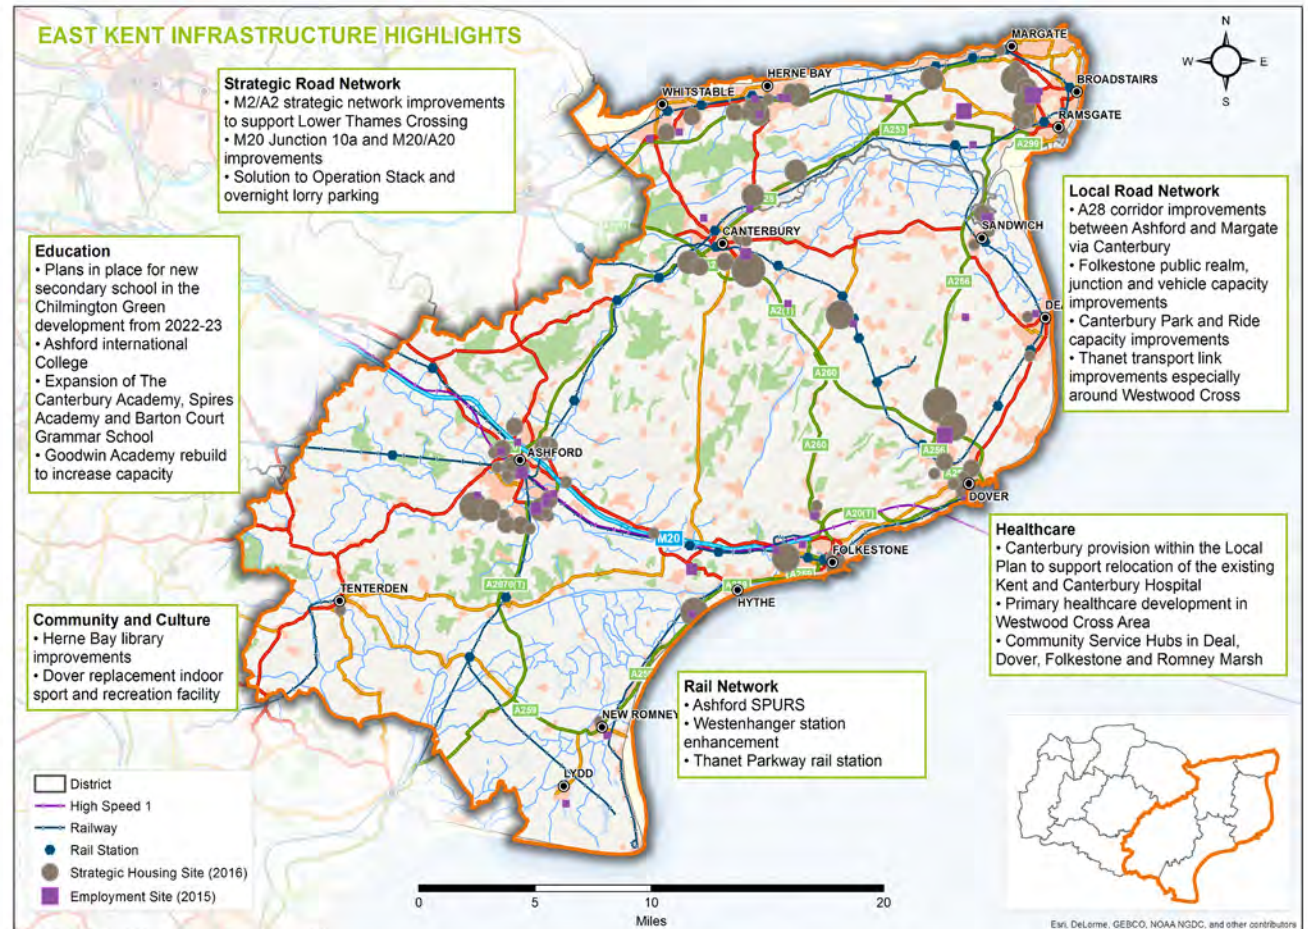 EAST KENT INFRASTRUCTURE HIGHLIGHTS
Strategic Road Network
• M2/A2 strategic network improvements
to support Lower Thames Crossing
• M20 Junction 10a and M20/A20
improvements
• Solution to Operation Stack and
overnight lorry parking
Education
• Plans in place for new
secondary school in the
Chilmington Green
development from 2022-23
• Ashford international
College
• Expansion of The
Canterbury Academy, Spires
Academy and Barton Court
Grammar School
• Goodwin Academy rebuild
to increase capacity
Community and Culture
• Herne Bay library
improvements
• Dover replacement indoor
sport and recreation facility
Local Road Network
• A28 corridor improvements
between Ashford and Margate
via Canterbury
• Folkestone public realm,
junction and vehicle capacity
improvements
• Canterbury Park and Ride
capacity improvements
• Thanet transport link
improvements especially
around Westwood Cross
Healthcare
• Canterbury provision within the Local
Plan to support relocation of the existing
Kent and Canterbury Hospital
• Primary healthcare development in
Westwood Cross Area
• Community Service Hubs in Deal,
Dover, Folkestone and Romney Marsh
Rail Network
• Ashford SPURS
• Westenhanger station
enhancement
• Thanet Parkway rail station
N
W E
S
MARGATE
BROADSTAIRS
HERNE BAY
WHITSTABLE
RAMSGATE
A253
A299
SANDWICH
CANTERBURY
A256
A2(T)
DE
A260
A260
A256
ASHFORD
DOVER
A20(T)
M20
FOLKESTONE
A2070(T)
TENTERDEN
HYTHE
A259
NEW ROMNEY
LYDD
District
High Speed 1
Railway
Rail Station
Strategic Housing Site (2016)
Employment Site (2015)
0 5 10 20
Miles
Esri, DeLorme, GEBCO, NOAA NGDC, and other contributors